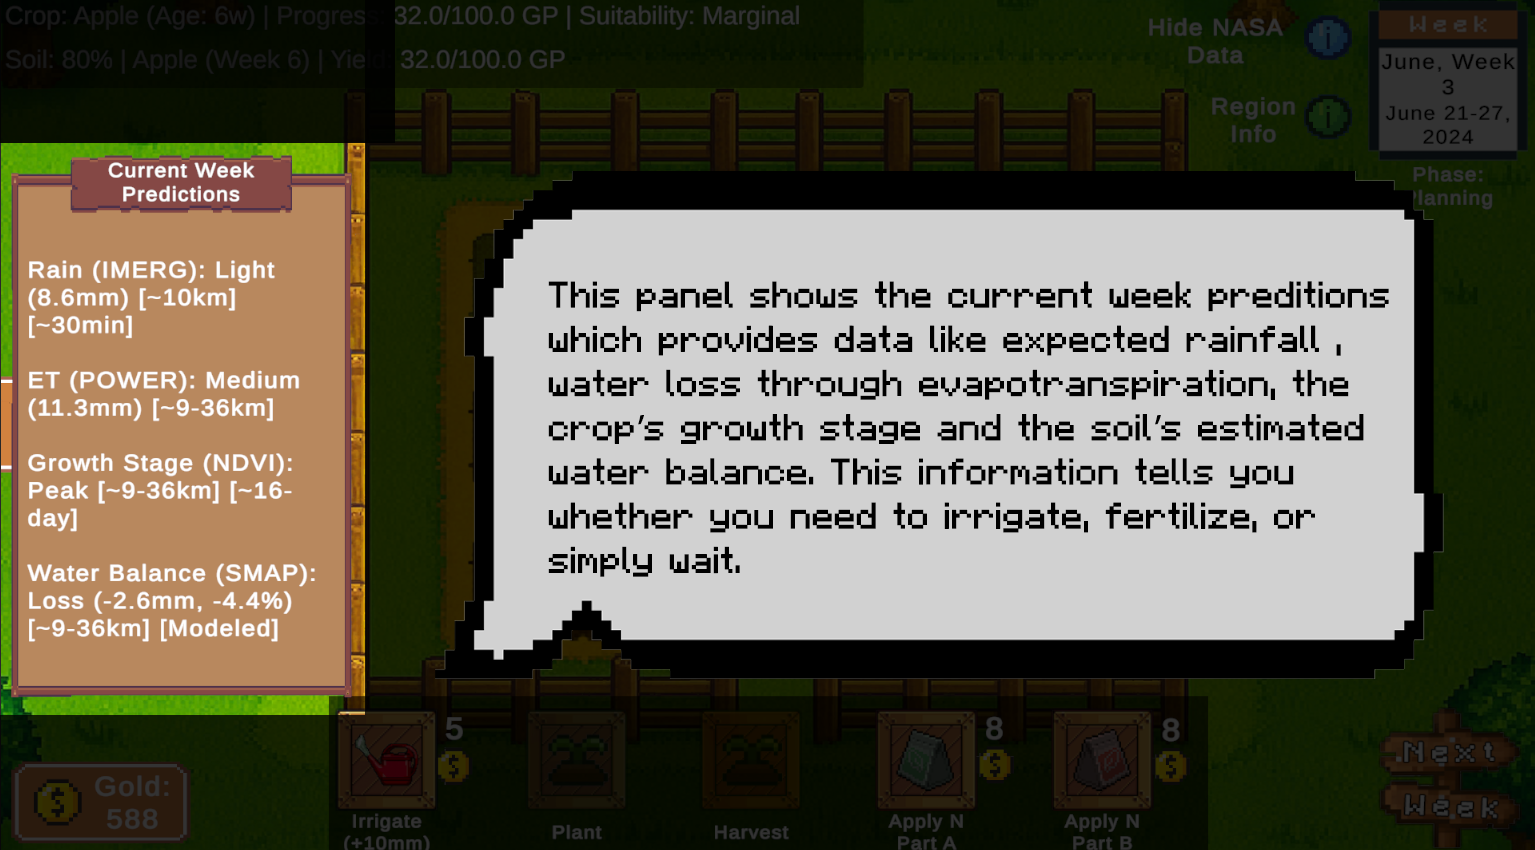 Crop: Apple (Age: 6w) | Progress: 32.0/100.0 GP | Suitability: Marginal
Soil: 80% | Apple (Week 6) | Yield: 32.0/100.0 GP
Hide NASA
Data
Region
Info
Week
June, Week
3
June 21-27,
2024
Phase:
Planning
Current Week
Predictions
Rain (IMERG): Light
(8.6mm) [~10km]
[~30min]
ET (POWER): Medium
(11.3mm) [~9-36km]
Growth Stage (NDVI):
Peak [~9-36km] [~16-
day]
Water Balance (SMAP):
Loss (-2.6mm, -4.4%)
[~9-36km] [Modeled]
This panel shows the current week preditions
which provides data like expected rainfall ,
water loss through evapotranspiration, the
crop's growth stage and the soil's estimated
water balance. This information tells you
whether you need to irrigate, fertilize, or
simply wait.
Gold:
588
5
Irrigate
(+10mm)
Plant
Harvest
8
Apply N
Part A
8
Apply N
Part B
Next
Week